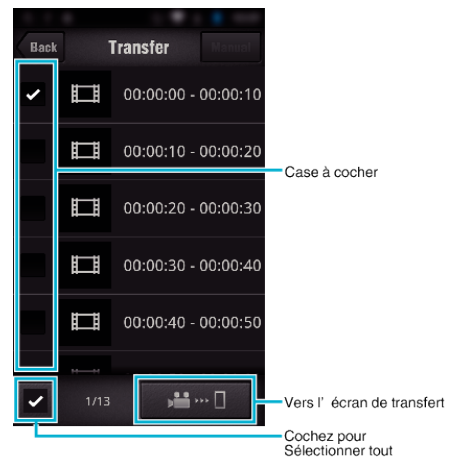 Back
Transfer
Manual
00:00:00 - 00:00:10
00:00:10 - 00:00:20
Case à cocher
00:00:20 - 00:00:30
00:00:30 - 00:00:40
00:00:40 - 00:00:50
1/13
Vers l’ écran de transfert
Cochez pour
Sélectionner tout